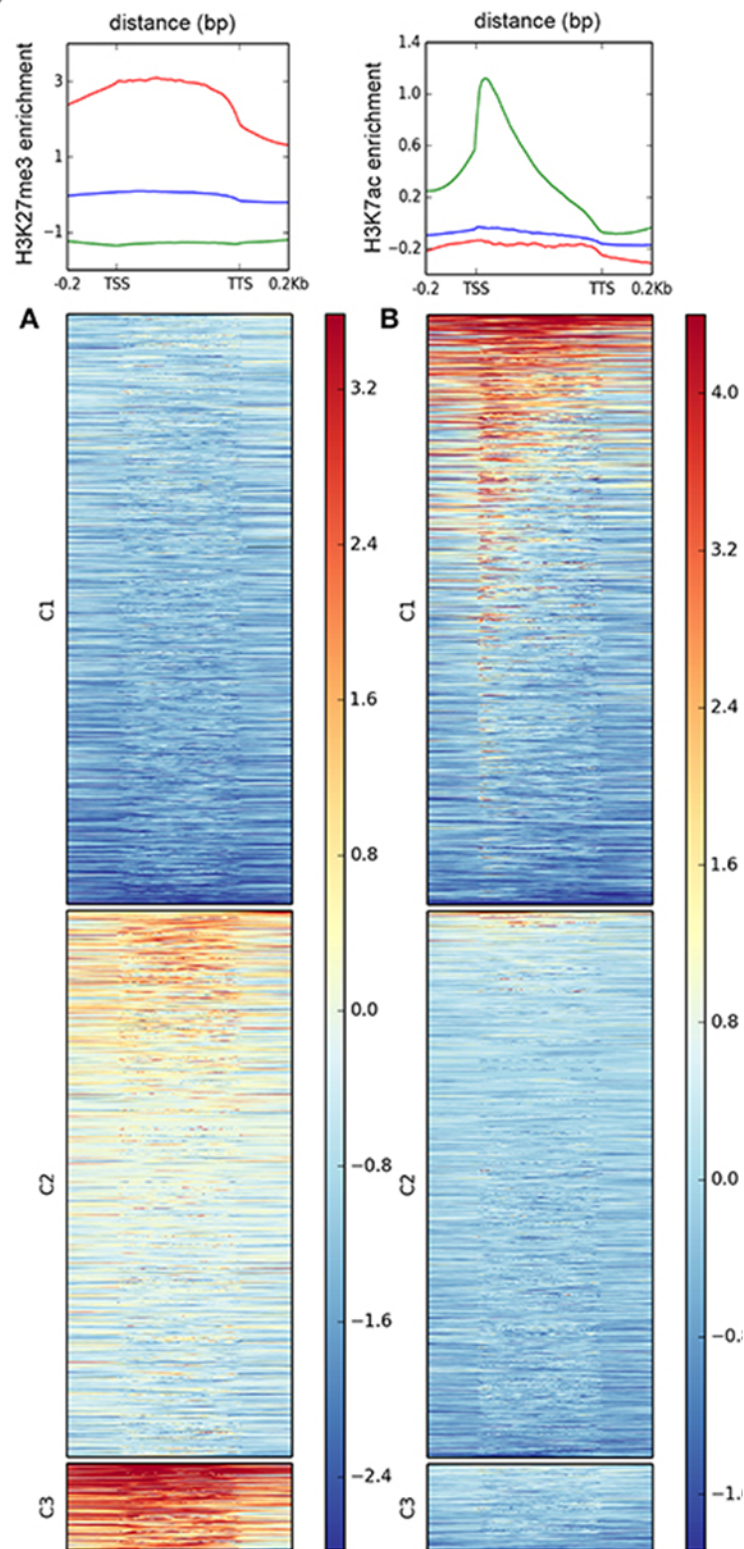 distance (bp)
H3K27me3 enrichment
3
1
−1
-0.2 TSS TTS 0.2Kb
distance (bp)
H3K7ac enrichment
1.4
1.0
0.6
0.2
−0.2
-0.2 TSS TTS 0.2Kb
A
C1
C2
C3
3.2
2.4
1.6
0.8
0.0
−0.8
−1.6
−2.4
B
C1
C2
C3
4.0
3.2
2.4
1.6
0.8
0.0